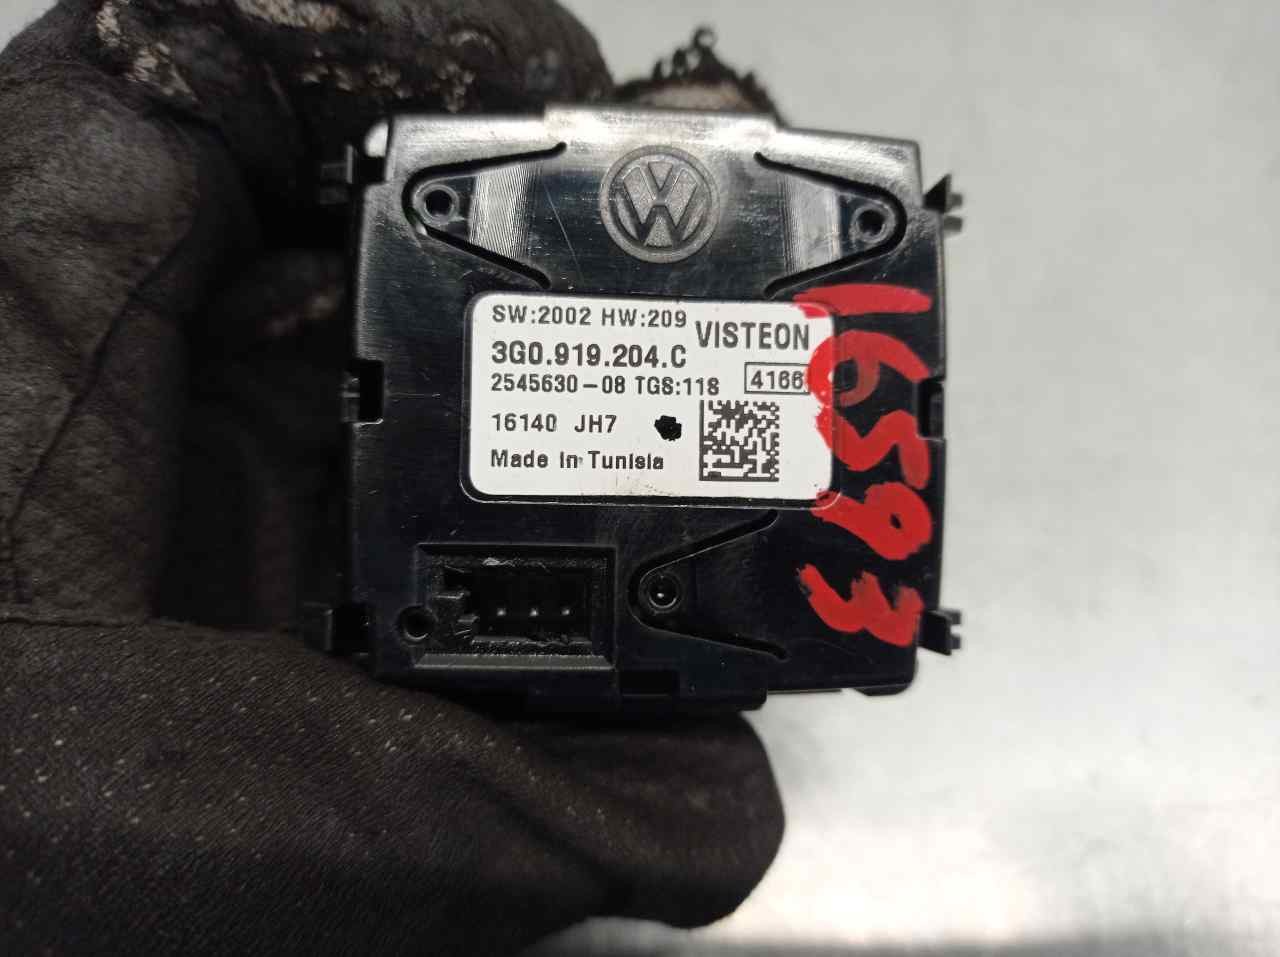 SW:2002 HW:209
VISTEON
3G0.919.204.C
2545630-08 TGS:118
4166
16140 JH7
Made In Tunisia
16593